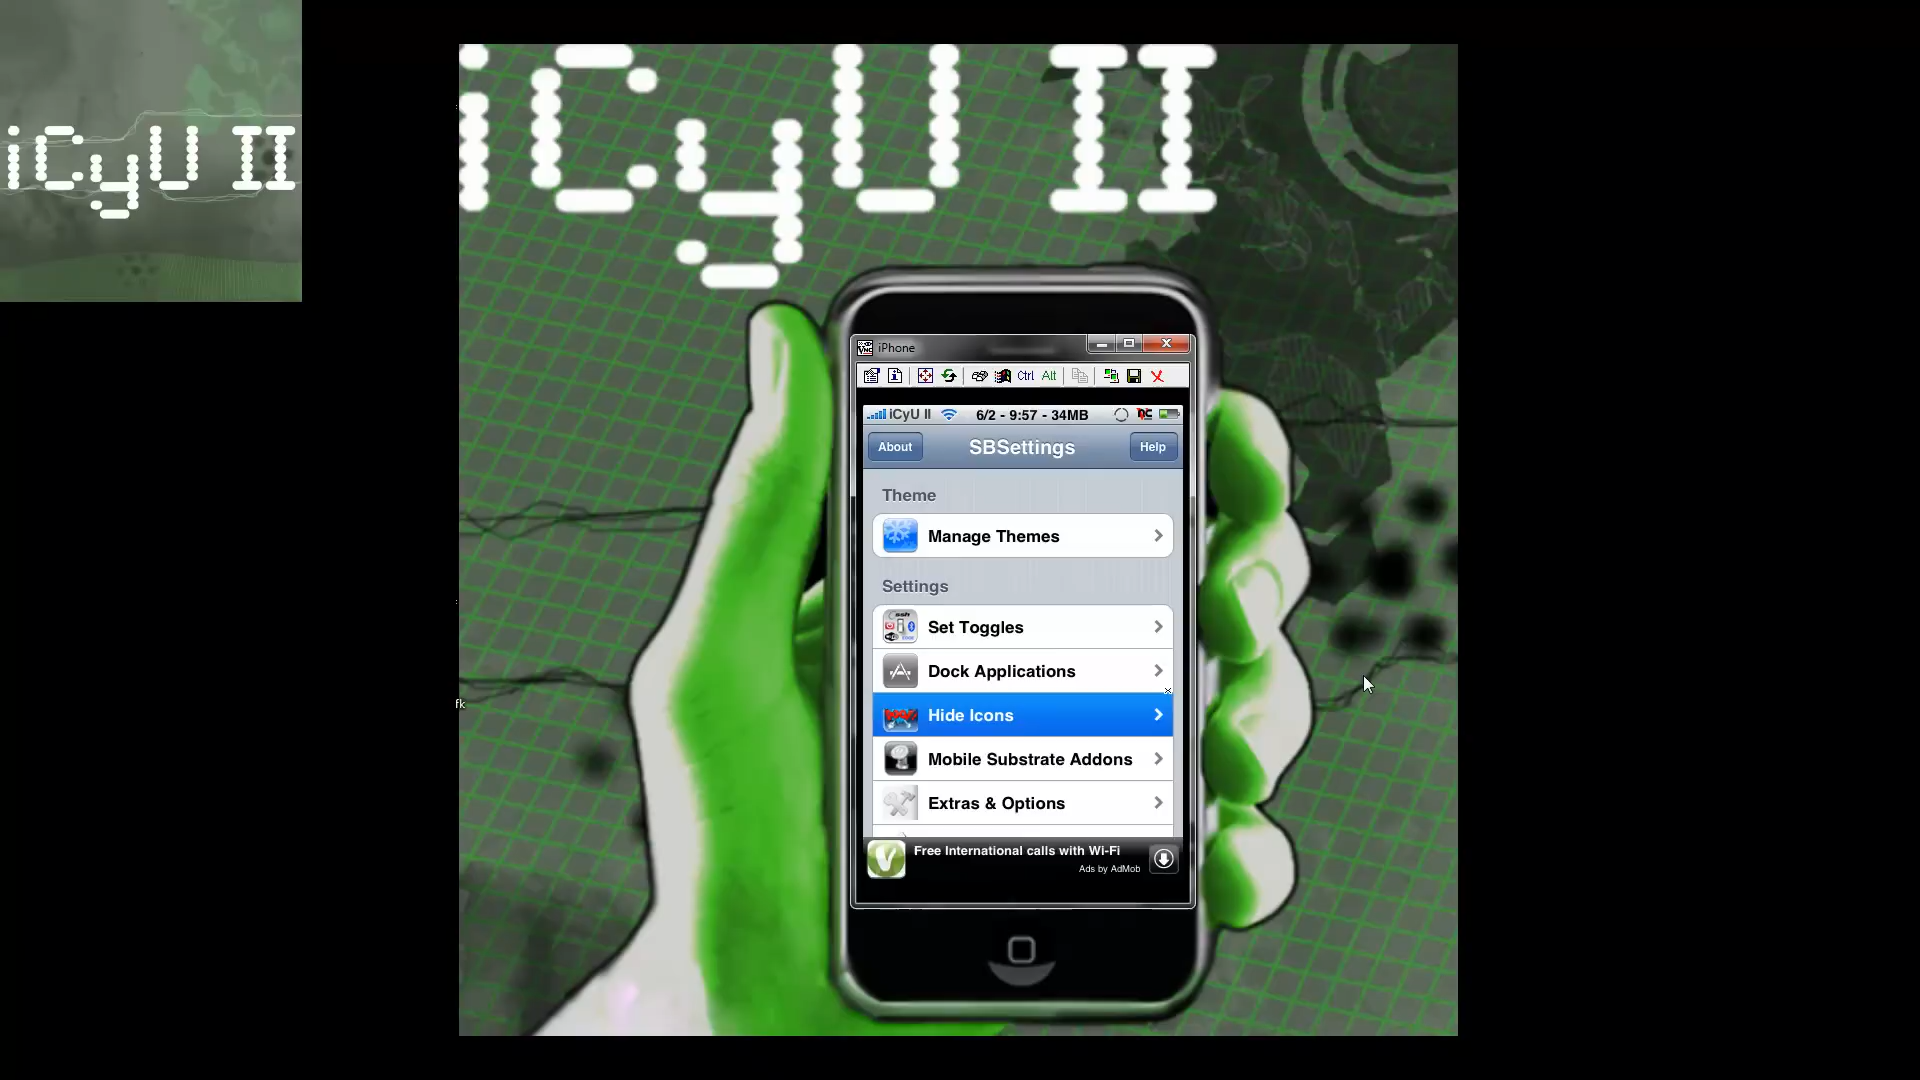 iCyU II
iCyU II
iPhone
Ctrl Alt
iCyU II 6/2 - 9:57 - 34MB
About SBSettings Help
Theme
Manage Themes
Settings
Set Toggles
Dock Applications
Hide Icons
fk
Mobile Substrate Addons
Extras & Options
Free International calls with Wi-Fi
Ads by AdMob